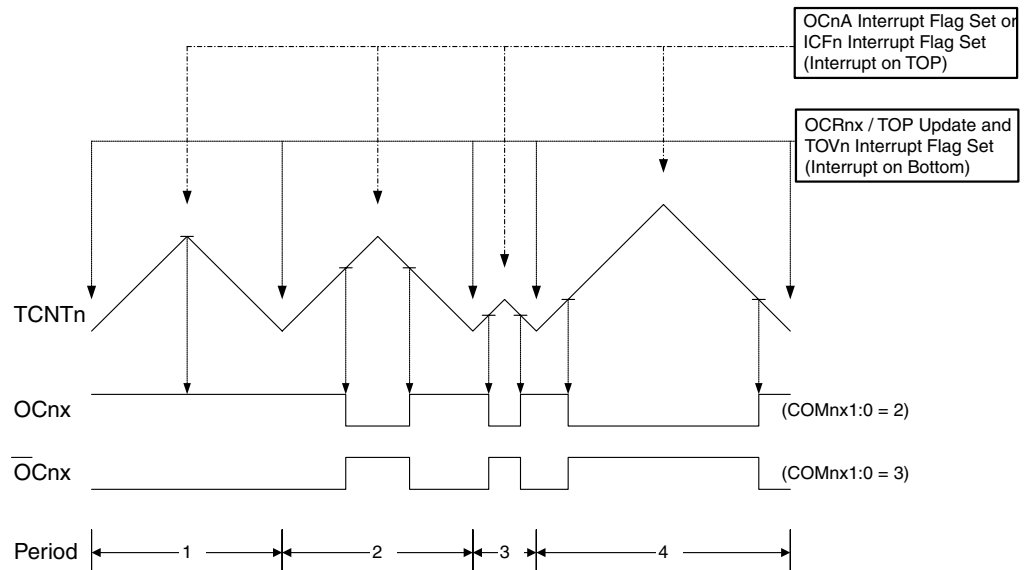 OCnA Interrupt Flag Set or
ICFn Interrupt Flag Set
(Interrupt on TOP)
OCRnx / TOP Update and
TOVn Interrupt Flag Set
(Interrupt on Bottom)
TCNTn
OCnx
(COMnx1:0 = 2)
O̅Cnx
(COMnx1:0 = 3)
Period
1
2
3
4